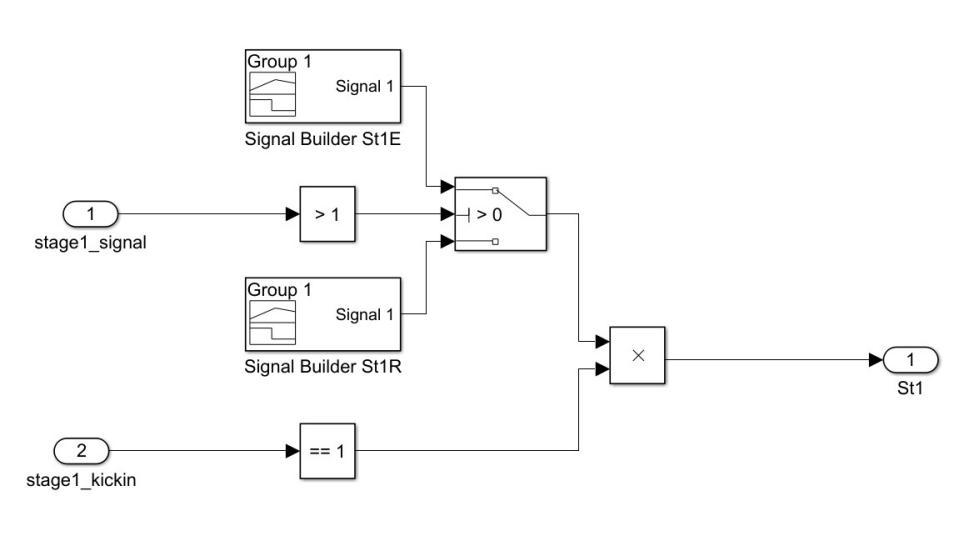 Group 1
Signal 1
Signal Builder St1E
1
stage1_signal
> 1
> 0
Group 1
Signal 1
Signal Builder St1R
×
1
St1
2
stage1_kickin
== 1